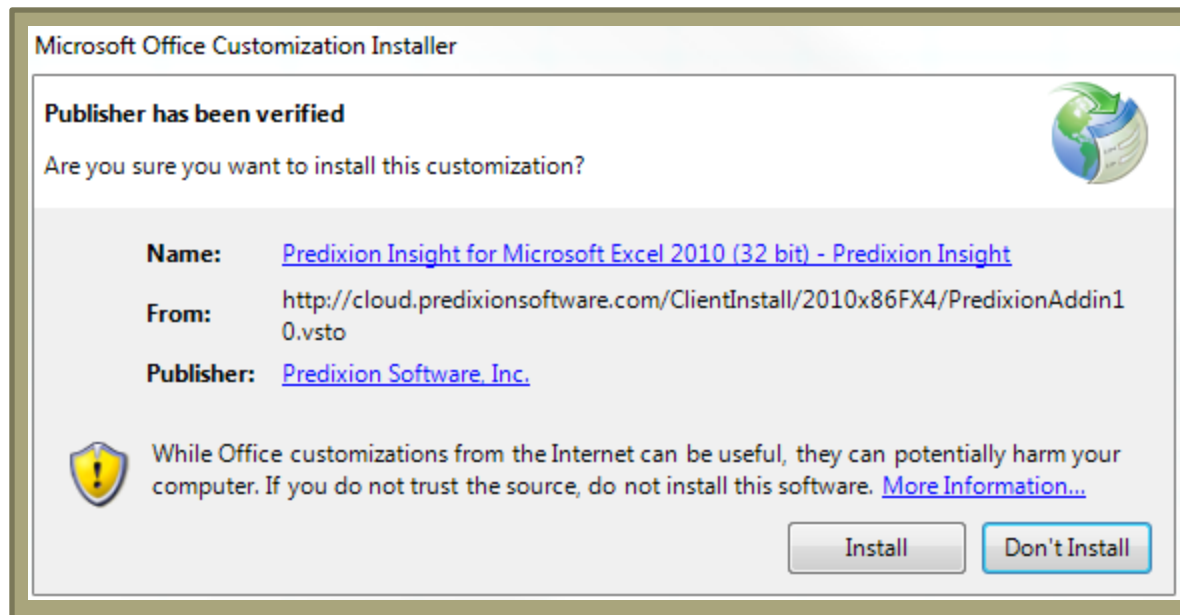 Microsoft Office Customization Installer
Publisher has been verified
Are you sure you want to install this customization?
Name: Predixion Insight for Microsoft Excel 2010 (32 bit) - Predixion Insight
From: http://cloud.predixionsoftware.com/ClientInstall/2010x86FX4/PredixionAddin1
0.vsto
Publisher: Predixion Software, Inc.
While Office customizations from the Internet can be useful, they can potentially harm your
computer. If you do not trust the source, do not install this software. More Information...
Install Don't Install